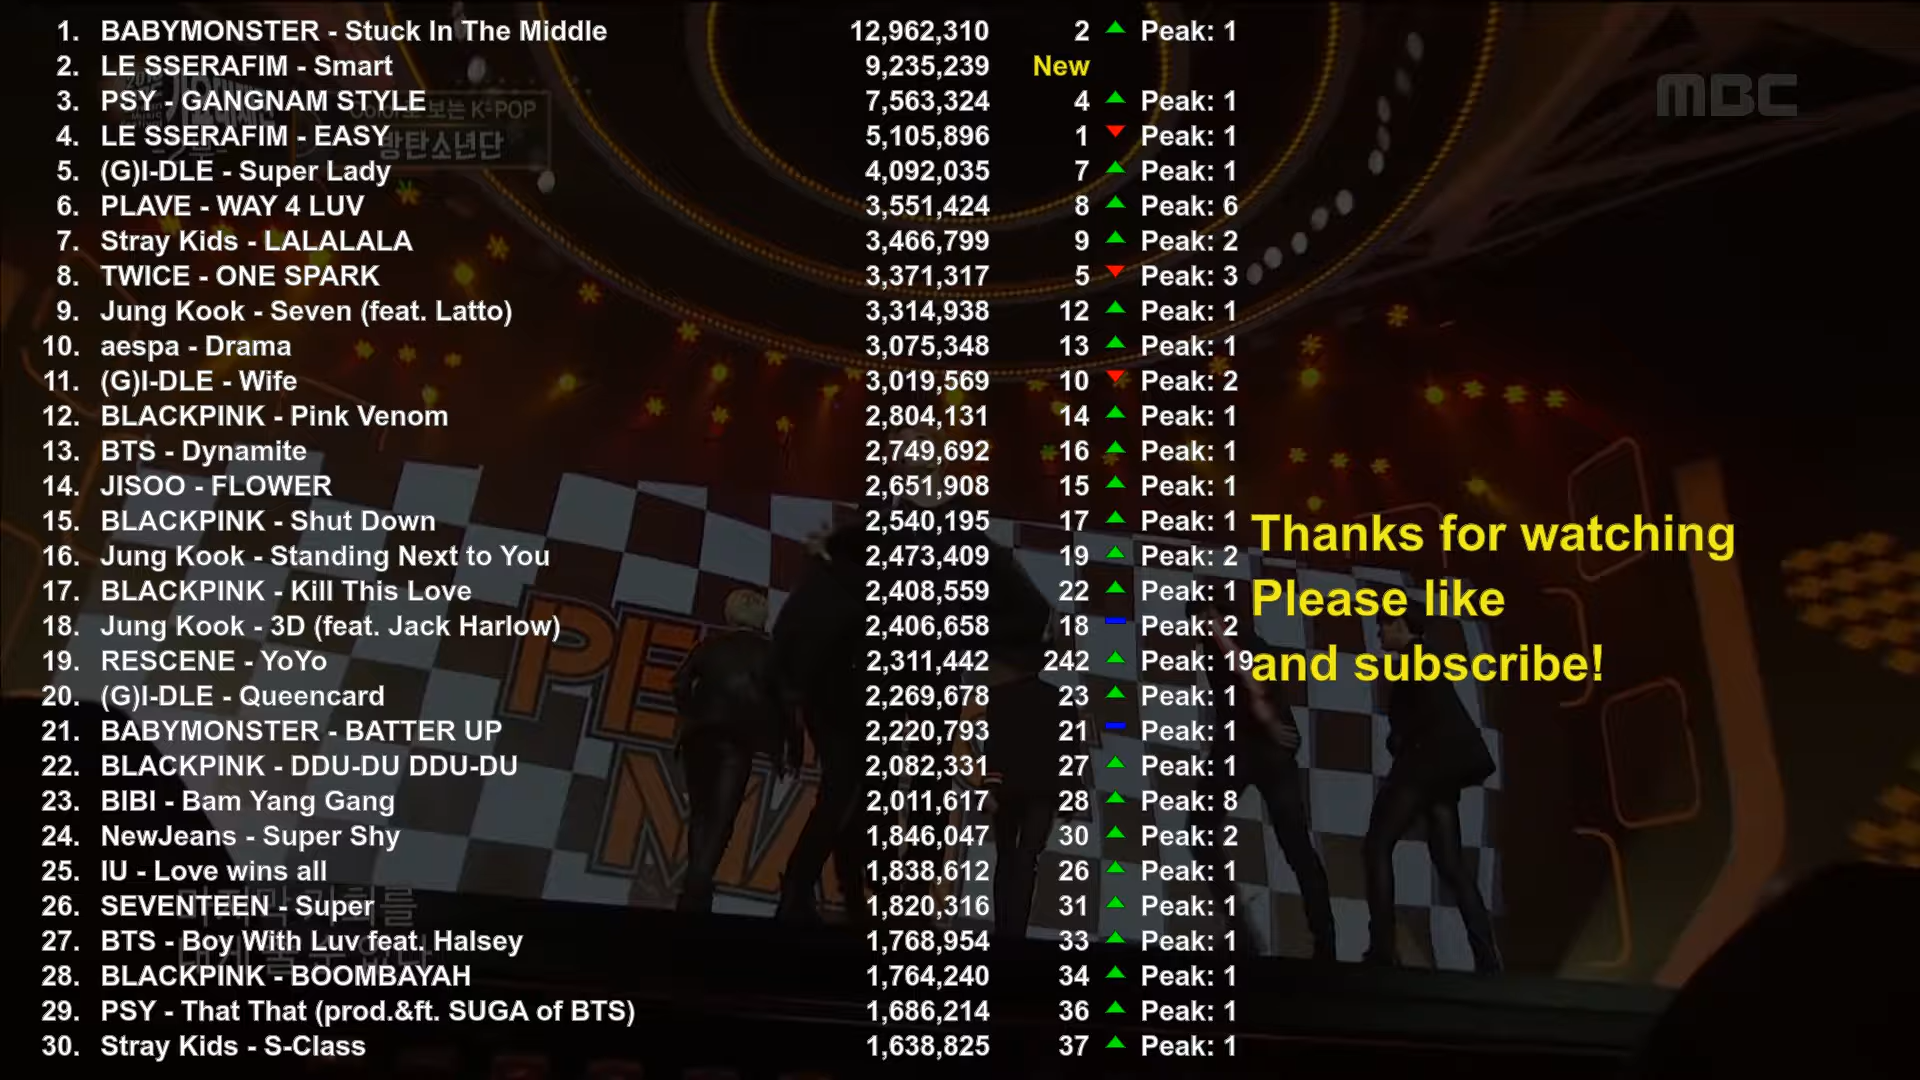 1. BABYMONSTER - Stuck In The Middle 12,962,310 2 Peak: 1
2. LE SSERAFIM - Smart 9,235,239 New
3. PSY - GANGNAM STYLE 7,563,324 4 Peak: 1
4. LE SSERAFIM - EASY 5,105,896 1 Peak: 1
5. (G)I-DLE - Super Lady 4,092,035 7 Peak: 1
6. PLAVE - WAY 4 LUV 3,551,424 8 Peak: 6
7. Stray Kids - LALALALA 3,466,799 9 Peak: 2
8. TWICE - ONE SPARK 3,371,317 5 Peak: 3
9. Jung Kook - Seven (feat. Latto) 3,314,938 12 Peak: 1
10. aespa - Drama 3,075,348 13 Peak: 1
11. (G)I-DLE - Wife 3,019,569 10 Peak: 2
12. BLACKPINK - Pink Venom 2,804,131 14 Peak: 1
13. BTS - Dynamite 2,749,692 16 Peak: 1
14. JISOO - FLOWER 2,651,908 15 Peak: 1
15. BLACKPINK - Shut Down 2,540,195 17 Peak: 1
16. Jung Kook - Standing Next to You 2,473,409 19 Peak: 2
17. BLACKPINK - Kill This Love 2,408,559 22 Peak: 1
18. Jung Kook - 3D (feat. Jack Harlow) 2,406,658 18 Peak: 2
19. RESCENE - YoYo 2,311,442 242 Peak: 19
20. (G)I-DLE - Queencard 2,269,678 23 Peak: 1
21. BABYMONSTER - BATTER UP 2,220,793 21 Peak: 1
22. BLACKPINK - DDU-DU DDU-DU 2,082,331 27 Peak: 1
23. BIBI - Bam Yang Gang 2,011,617 28 Peak: 8
24. NewJeans - Super Shy 1,846,047 30 Peak: 2
25. IU - Love wins all 1,838,612 26 Peak: 1
26. SEVENTEEN - Super 1,820,316 31 Peak: 1
27. BTS - Boy With Luv feat. Halsey 1,768,954 33 Peak: 1
28. BLACKPINK - BOOMBAYAH 1,764,240 34 Peak: 1
29. PSY - That That (prod.&ft. SUGA of BTS) 1,686,214 36 Peak: 1
30. Stray Kids - S-Class 1,638,825 37 Peak: 1
Thanks for watching
Please like
and subscribe!
MBC
보는 K-POP
방탄소년단